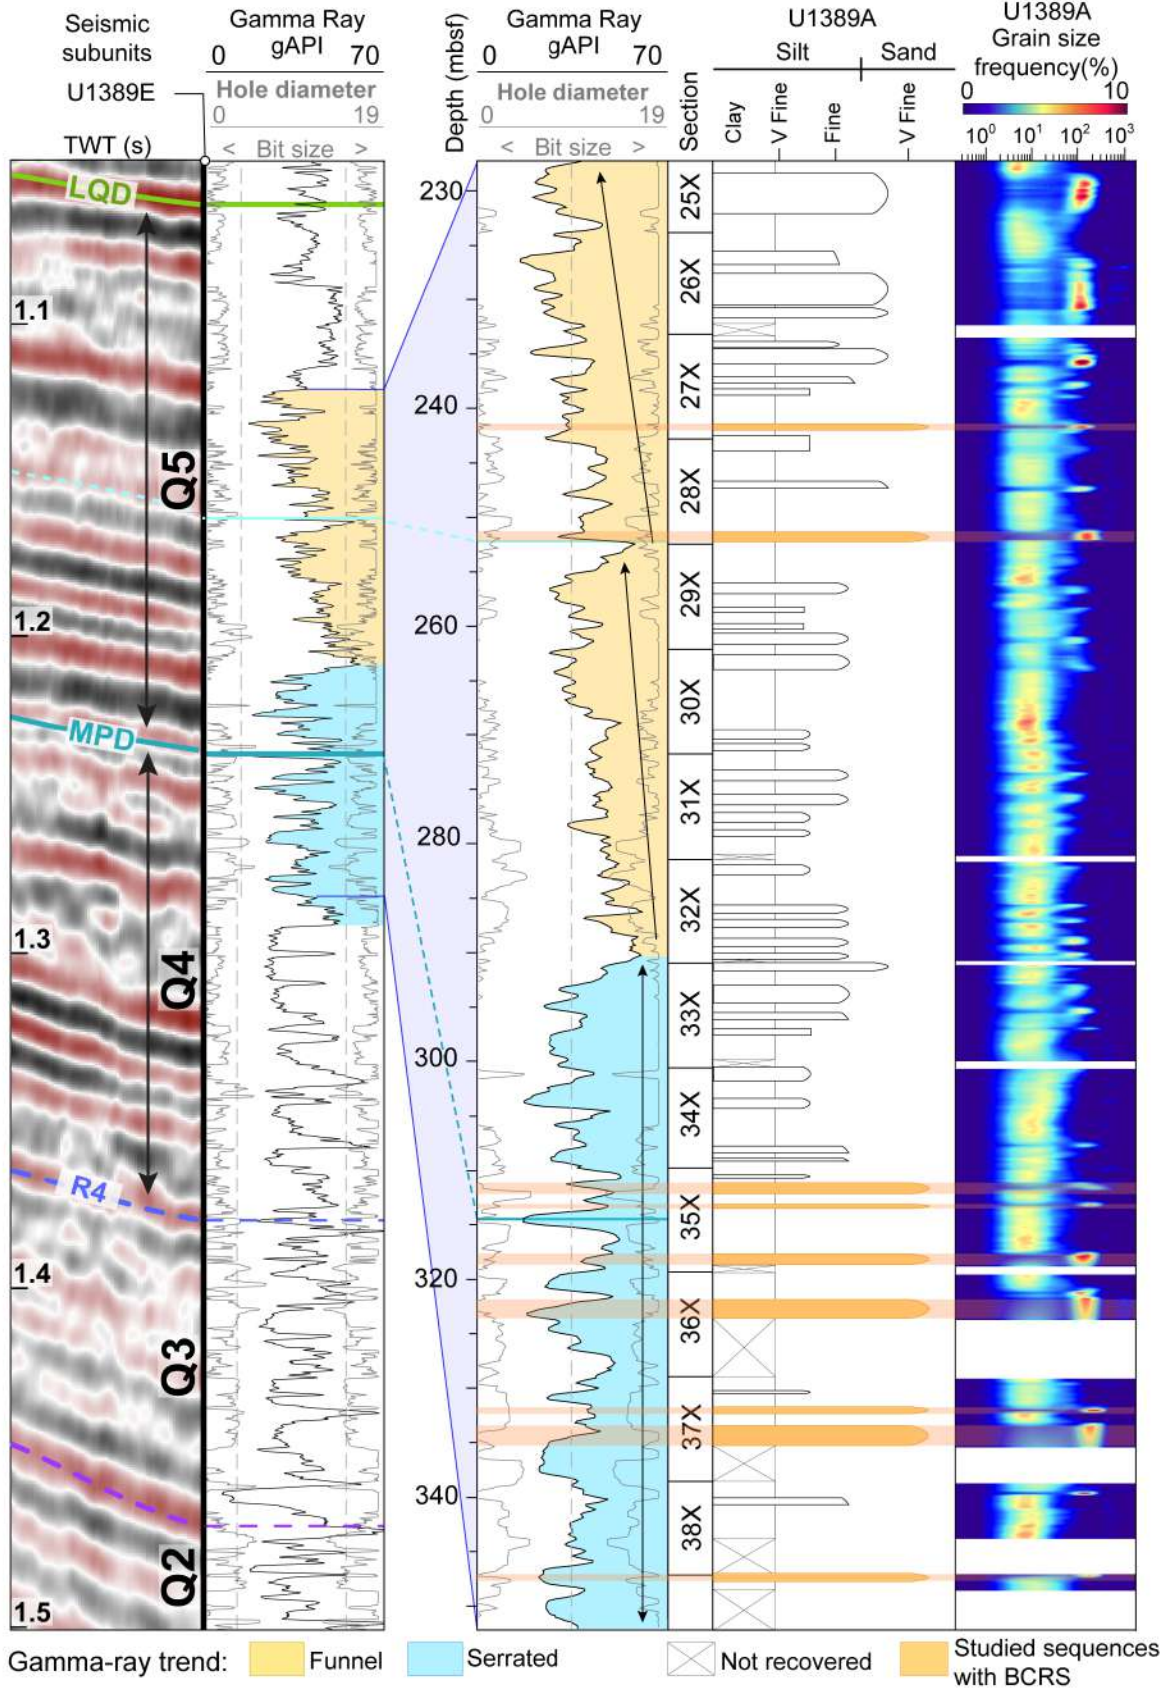 Seismic
subunits
U1389E
TWT (s)
Gamma Ray
gAPI
0 70
Hole diameter
0 19
< Bit size >
Depth (mbsf)
Gamma Ray
gAPI
0 70
Hole diameter
0 19
< Bit size >
Section
U1389A
Silt Sand
Clay
V Fine
Fine
V Fine
U1389A
Grain size
frequency(%)
0 10
10⁰ 10¹ 10² 10³
LQD
1.1
Q5
1.2
MPD
1.3
Q4
R4
1.4
Q3
Q2
1.5
230
240
260
280
300
320
340
25X
26X
27X
28X
29X
30X
31X
32X
33X
34X
35X
36X
37X
38X
Gamma-ray trend: Funnel Serrated Not recovered Studied sequences
with BCRS